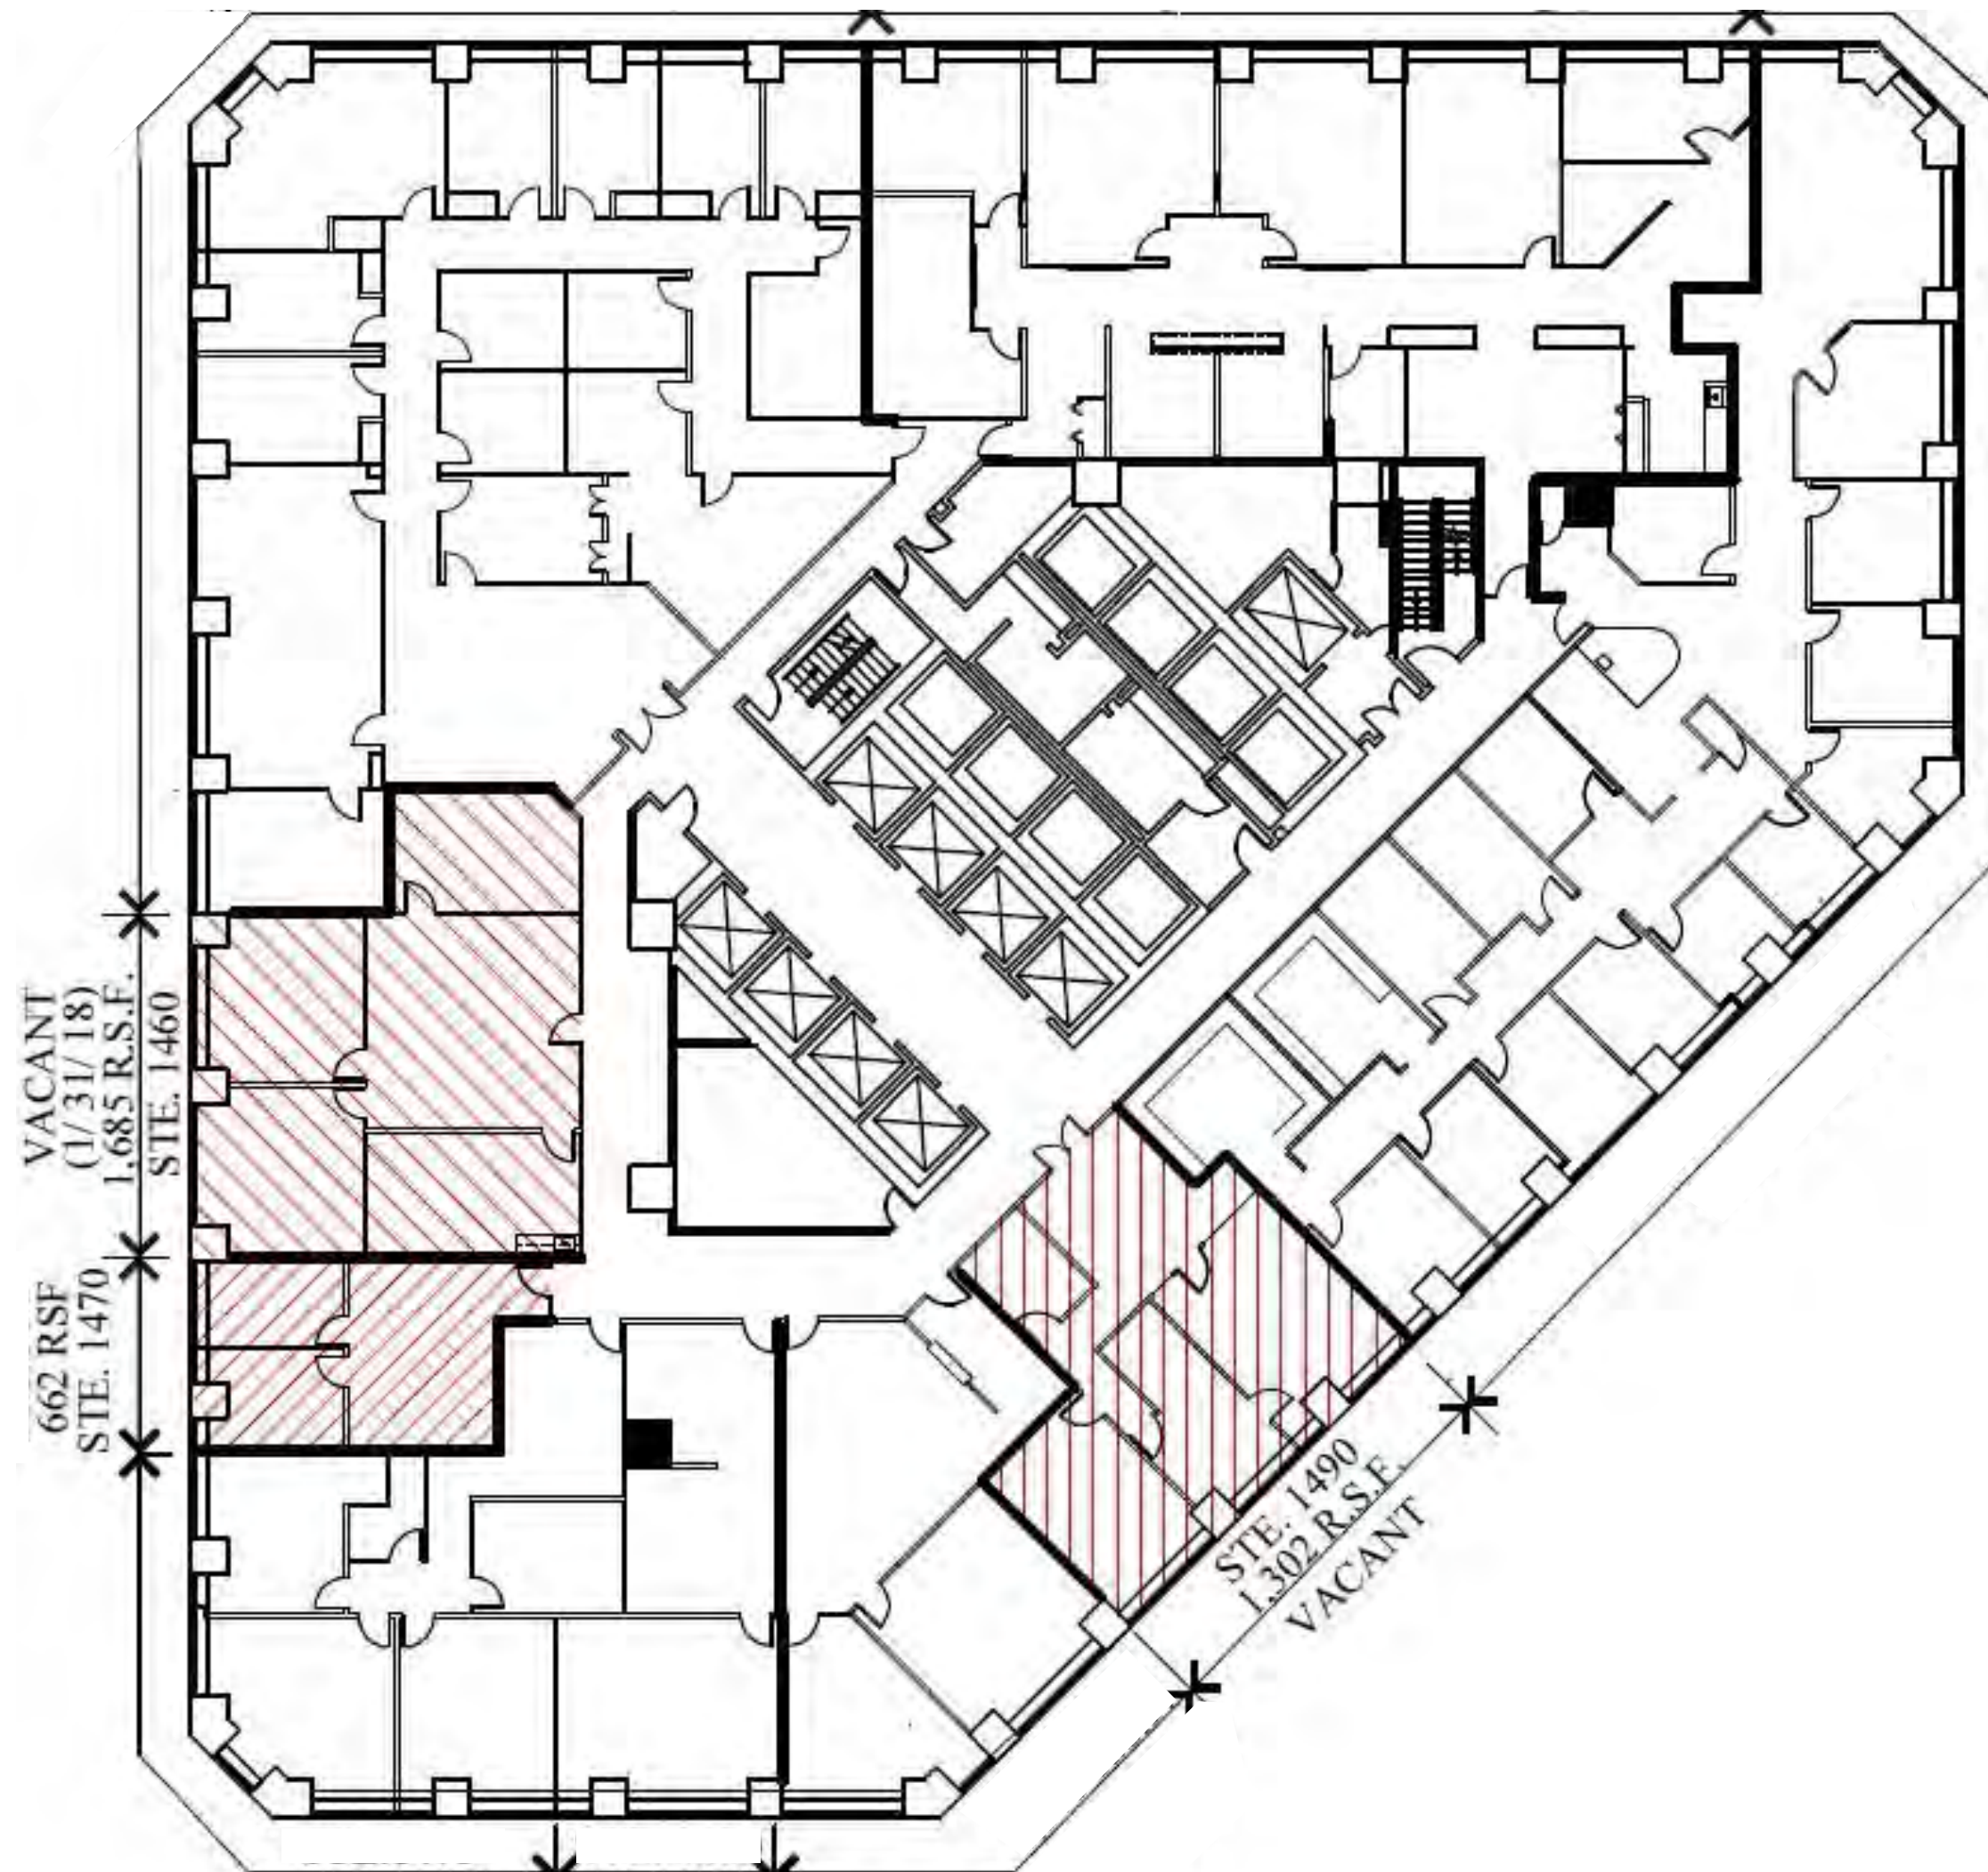 VACANT
(1/31/18)
1,685 R.S.F.
STE. 1460
662 RSF
STE. 1470
STE. 1490
1,302 R.S.F.
VACANT